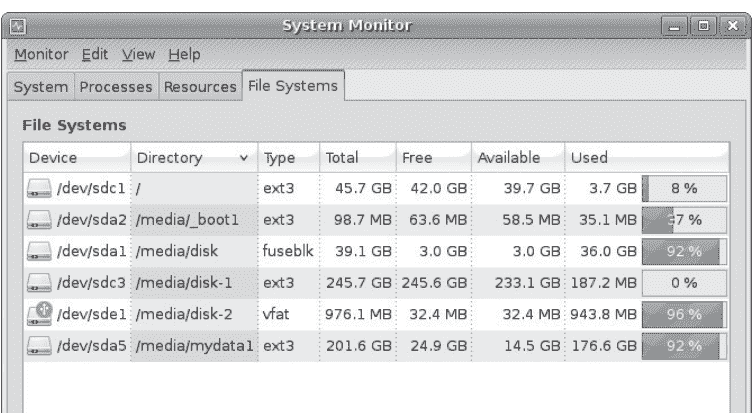 System Monitor
Monitor Edit View Help
System Processes Resources File Systems
File Systems
Device Directory Type Total Free Available Used
/dev/sdc1 / ext3 45.7 GB 42.0 GB 39.7 GB 3.7 GB 8 %
/dev/sda2 /media/_boot1 ext3 98.7 MB 63.6 MB 58.5 MB 35.1 MB 37 %
/dev/sda1 /media/disk fuseblk 39.1 GB 3.0 GB 3.0 GB 36.0 GB 92 %
/dev/sdc3 /media/disk-1 ext3 245.7 GB 245.6 GB 233.1 GB 187.2 MB 0 %
/dev/sde1 /media/disk-2 vfat 976.1 MB 32.4 MB 32.4 MB 943.8 MB 96 %
/dev/sda5 /media/mydata1 ext3 201.6 GB 24.9 GB 14.5 GB 176.6 GB 92 %